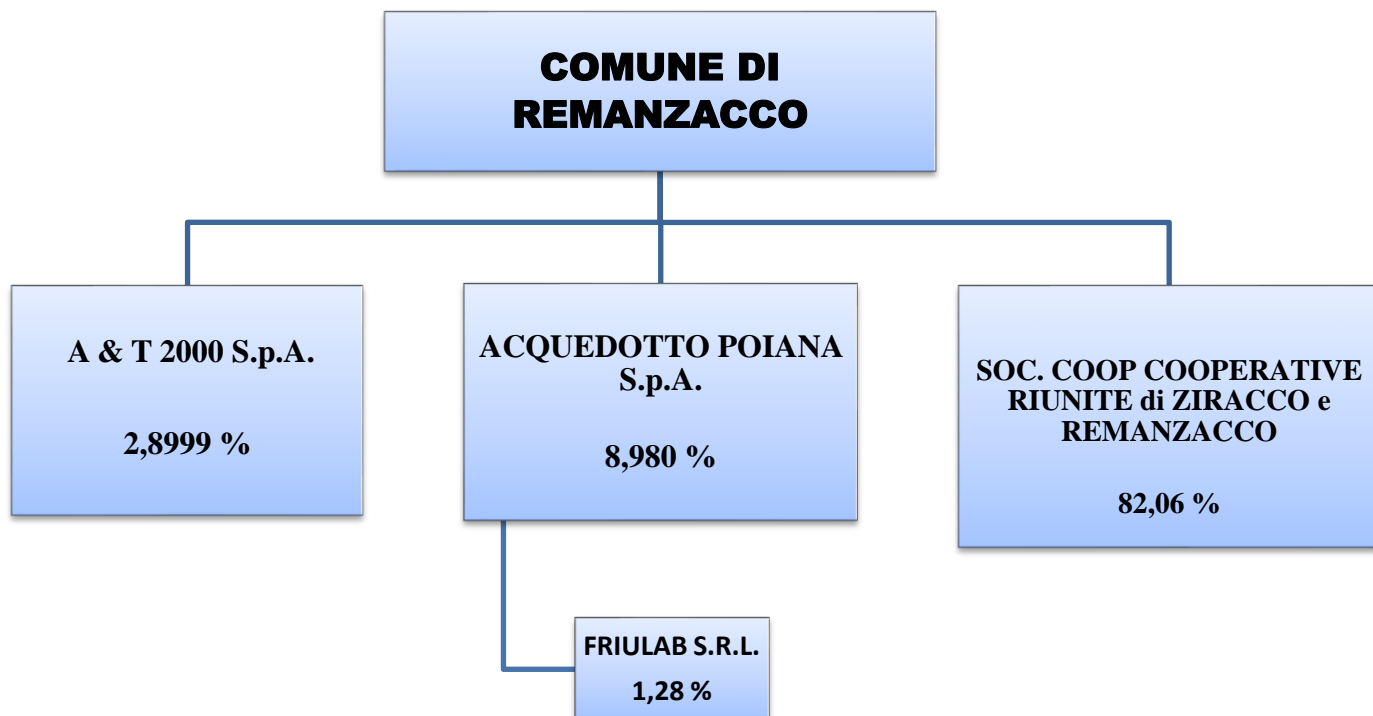 COMUNE DI
REMANZACCO
A & T 2000 S.p.A.
2,8999 %
ACQUEDOTTO POIANA
S.p.A.
8,980 %
SOC. COOP COOPERATIVE
RIUNITE di ZIRACCO e
REMANZACCO
82,06 %
FRIULAB S.R.L.
1,28 %